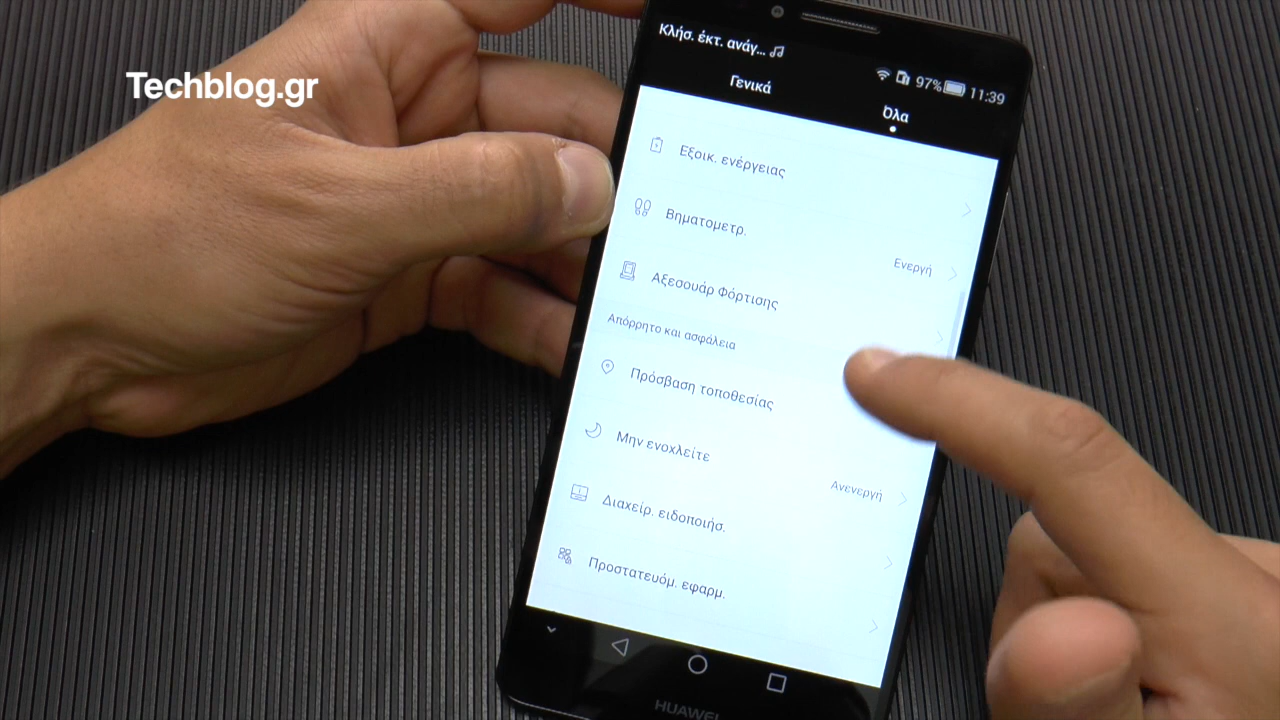 Techblog.gr
Κλήσ. έκτ. ανάγ...
97% 11:39
Γενικά Όλα
Εξοικ. ενέργειας
Βηματομετρ. Ενεργή
Αξεσουάρ Φόρτισης
Απόρρητο και ασφάλεια
Πρόσβαση τοποθεσίας
Μην ενοχλείτε Ανενεργή
Διαχείρ. ειδοποιήσ.
Προστατευόμ. εφαρμ.
HUAWEI